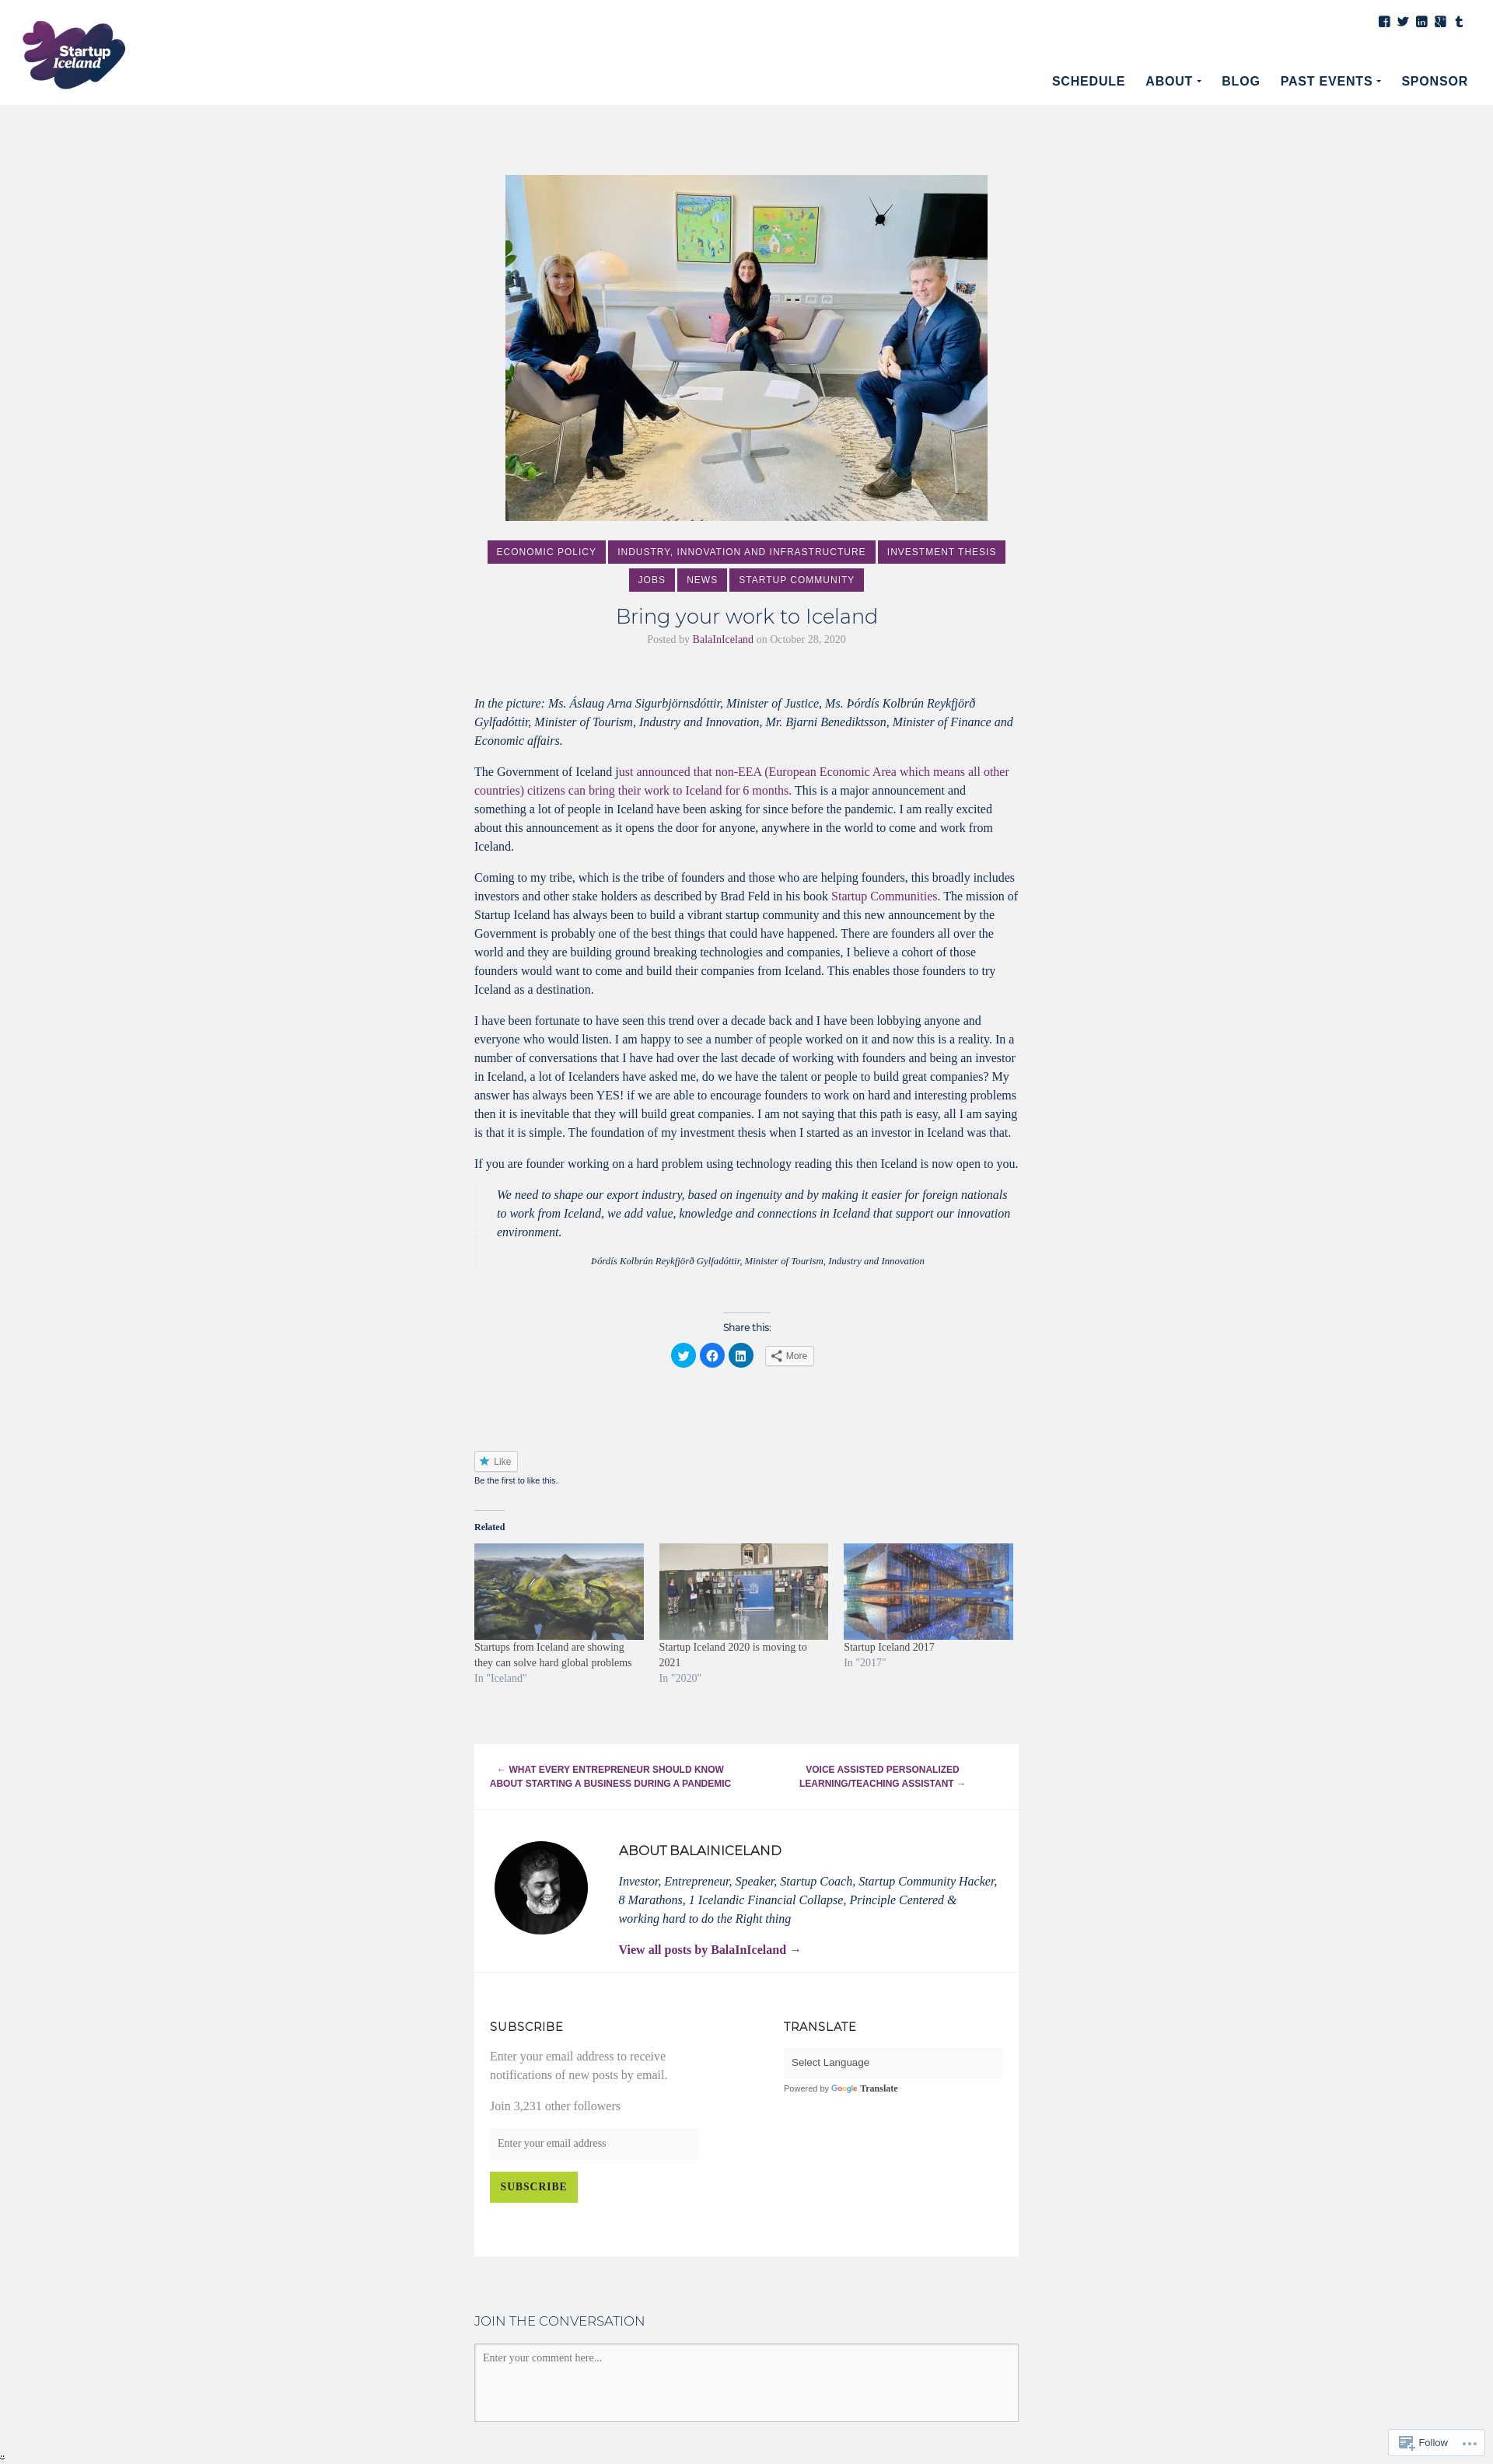 Startup
Iceland
SCHEDULE ABOUT BLOG PAST EVENTS SPONSOR
ECONOMIC POLICY INDUSTRY, INNOVATION AND INFRASTRUCTURE INVESTMENT THESIS
JOBS NEWS STARTUP COMMUNITY
Bring your work to Iceland
Posted by BalaInIceland on October 28, 2020
In the picture: Ms. Áslaug Arna Sigurbjörnsdóttir, Minister of Justice, Ms. Þórdís Kolbrún Reykfjörð
Gylfadóttir, Minister of Tourism, Industry and Innovation, Mr. Bjarni Benediktsson, Minister of Finance and
Economic affairs.
The Government of Iceland just announced that non-EEA (European Economic Area which means all other
countries) citizens can bring their work to Iceland for 6 months. This is a major announcement and
something a lot of people in Iceland have been asking for since before the pandemic. I am really excited
about this announcement as it opens the door for anyone, anywhere in the world to come and work from
Iceland.
Coming to my tribe, which is the tribe of founders and those who are helping founders, this broadly includes
investors and other stake holders as described by Brad Feld in his book Startup Communities. The mission of
Startup Iceland has always been to build a vibrant startup community and this new announcement by the
Government is probably one of the best things that could have happened. There are founders all over the
world and they are building ground breaking technologies and companies, I believe a cohort of those
founders would want to come and build their companies from Iceland. This enables those founders to try
Iceland as a destination.
I have been fortunate to have seen this trend over a decade back and I have been lobbying anyone and
everyone who would listen. I am happy to see a number of people worked on it and now this is a reality. In a
number of conversations that I have had over the last decade of working with founders and being an investor
in Iceland, a lot of Icelanders have asked me, do we have the talent or people to build great companies? My
answer has always been YES! if we are able to encourage founders to work on hard and interesting problems
then it is inevitable that they will build great companies. I am not saying that this path is easy, all I am saying
is that it is simple. The foundation of my investment thesis when I started as an investor in Iceland was that.
If you are founder working on a hard problem using technology reading this then Iceland is now open to you.
We need to shape our export industry, based on ingenuity and by making it easier for foreign nationals
to work from Iceland, we add value, knowledge and connections in Iceland that support our innovation
environment.
Þórdís Kolbrún Reykfjörð Gylfadóttir, Minister of Tourism, Industry and Innovation
Share this:
More
Like
Be the first to like this.
Related
Startups from Iceland are showing
they can solve hard global problems
In "Iceland"
Startup Iceland 2020 is moving to
2021
In "2020"
Startup Iceland 2017
In "2017"
← WHAT EVERY ENTREPRENEUR SHOULD KNOW
ABOUT STARTING A BUSINESS DURING A PANDEMIC
VOICE ASSISTED PERSONALIZED
LEARNING/TEACHING ASSISTANT →
ABOUT BALAINICELAND
Investor, Entrepreneur, Speaker, Startup Coach, Startup Community Hacker,
8 Marathons, 1 Icelandic Financial Collapse, Principle Centered &
working hard to do the Right thing
View all posts by BalaInIceland →
SUBSCRIBE
Enter your email address to receive
notifications of new posts by email.
Join 3,231 other followers
Enter your email address
SUBSCRIBE
TRANSLATE
Select Language
Powered by Google Translate
JOIN THE CONVERSATION
Enter your comment here...
Follow